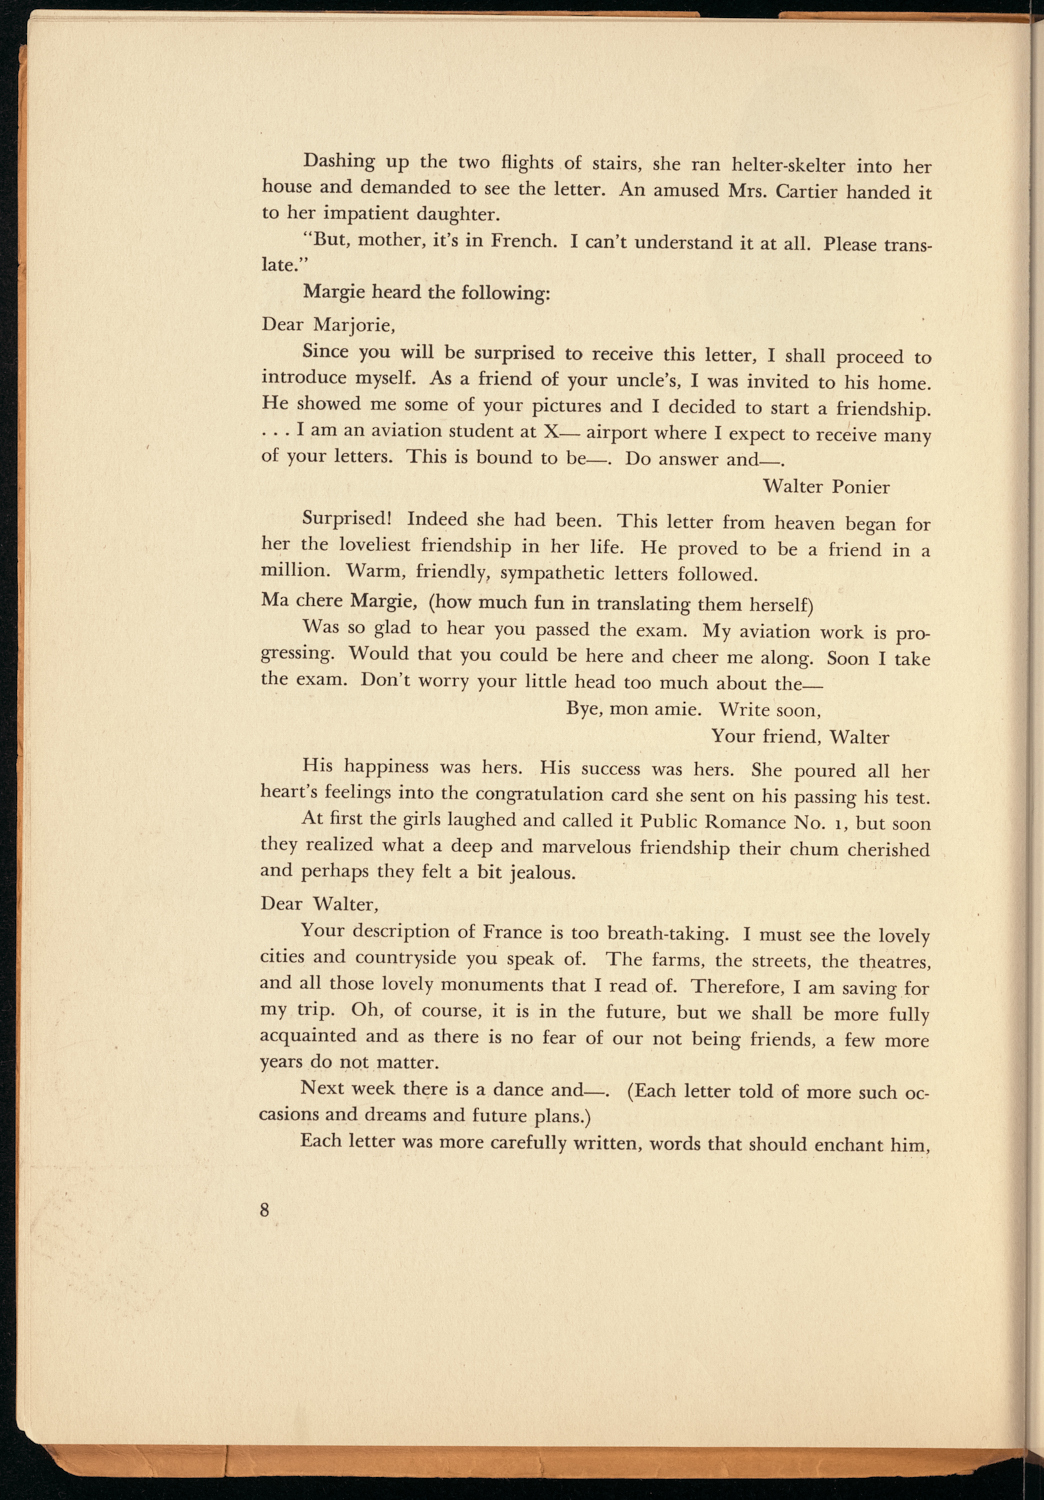 Dashing up the two flights of stairs, she ran helter-skelter into her
house and demanded to see the letter. An amused Mrs. Cartier handed it
to her impatient daughter.
“But, mother, it's in French. I can't understand it at all. Please trans-
late.”
Margie heard the following:
Dear Marjorie,
Since you will be surprised to receive this letter, I shall proceed to
introduce myself. As a friend of your uncle's, I was invited to his home.
He showed me some of your pictures and I decided to start a friendship.
. . . I am an aviation student at X— airport where I expect to receive many
of your letters. This is bound to be—. Do answer and—.
Walter Ponier
Surprised! Indeed she had been. This letter from heaven began for
her the loveliest friendship in her life. He proved to be a friend in a
million. Warm, friendly, sympathetic letters followed.
Ma chere Margie, (how much fun in translating them herself)
Was so glad to hear you passed the exam. My aviation work is pro-
gressing. Would that you could be here and cheer me along. Soon I take
the exam. Don't worry your little head too much about the—
Bye, mon amie. Write soon,
Your friend, Walter
His happiness was hers. His success was hers. She poured all her
heart's feelings into the congratulation card she sent on his passing his test.
At first the girls laughed and called it Public Romance No. 1, but soon
they realized what a deep and marvelous friendship their chum cherished
and perhaps they felt a bit jealous.
Dear Walter,
Your description of France is too breath-taking. I must see the lovely
cities and countryside you speak of. The farms, the streets, the theatres,
and all those lovely monuments that I read of. Therefore, I am saving for
my trip. Oh, of course, it is in the future, but we shall be more fully
acquainted and as there is no fear of our not being friends, a few more
years do not matter.
Next week there is a dance and—. (Each letter told of more such oc-
casions and dreams and future plans.)
Each letter was more carefully written, words that should enchant him,
8